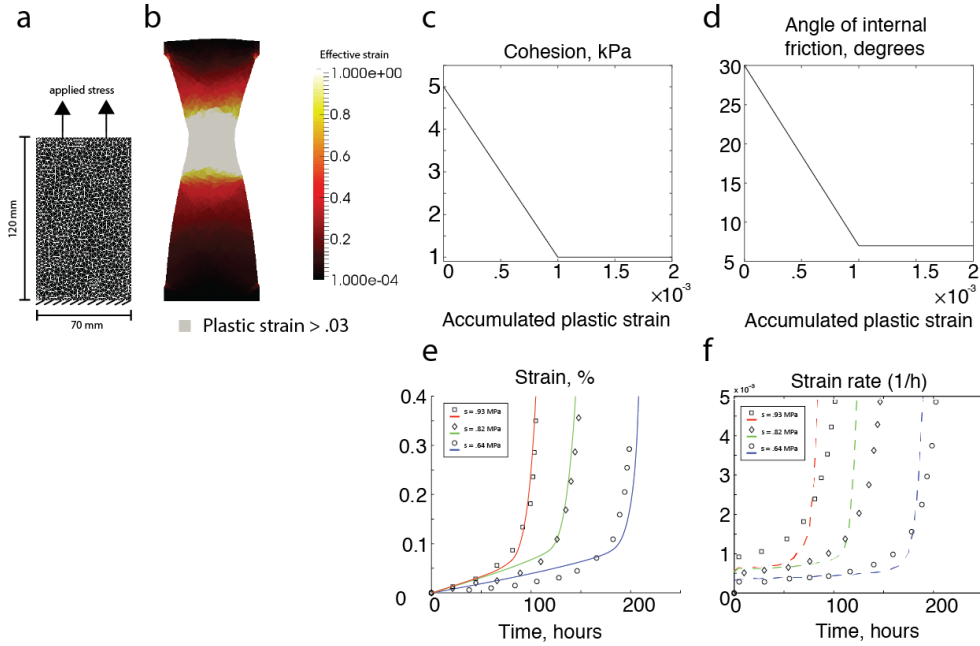 a
applied stress
120 mm
70 mm
b
Effective strain
1.000e+00
0.8
0.6
0.4
0.2
1.000e-04
Plastic strain > .03
c
Cohesion, kPa
5
4
3
2
1
0 .5 1 1.5 2
×10⁻³
Accumulated plastic strain
d
Angle of internal
friction, degrees
30
25
20
15
10
5
0 .5 1 1.5 2
×10⁻³
Accumulated plastic strain
e
Strain, %
0.4
0.3
0.2
0.1
0
s = .93 MPa
s = .82 MPa
s = .64 MPa
0 100 200
Time, hours
f
Strain rate (1/h)
× 10⁻³
5
4
3
2
1
0
s = .93 MPa
s = .82 MPa
s = .64 MPa
0 100 200
Time, hours